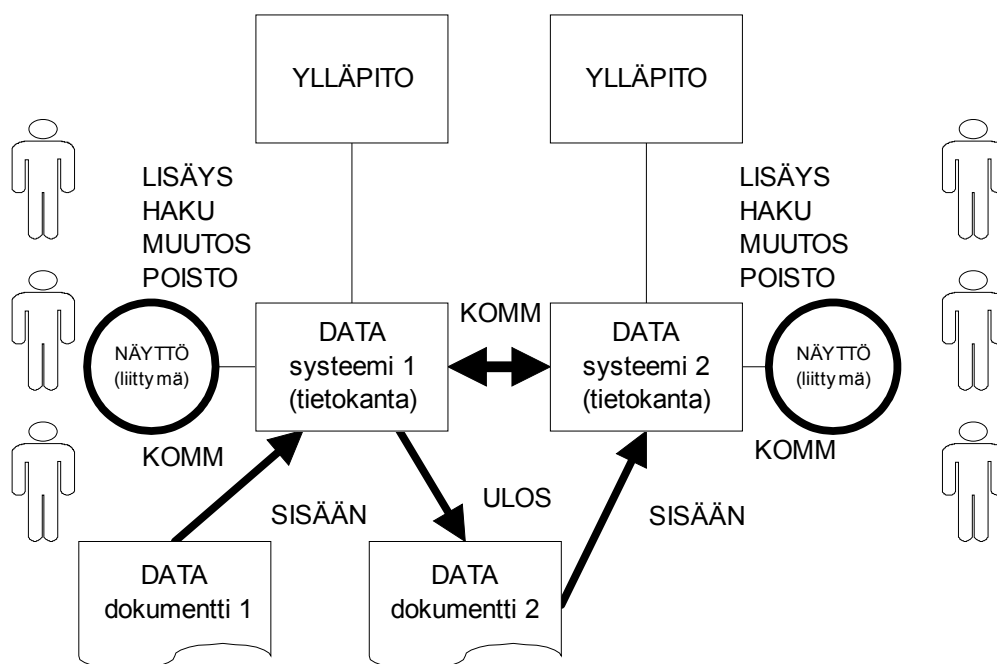 YLLÄPITO
YLLÄPITO
LISÄYS
HAKU
MUUTOS
POISTO
LISÄYS
HAKU
MUUTOS
POISTO
NÄYTTÖ
(liittymä)
DATA
systeemi 1
(tietokanta)
KOMM
DATA
systeemi 2
(tietokanta)
NÄYTTÖ
(liittymä)
KOMM
KOMM
SISÄÄN
ULOS
SISÄÄN
DATA
dokumentti 1
DATA
dokumentti 2